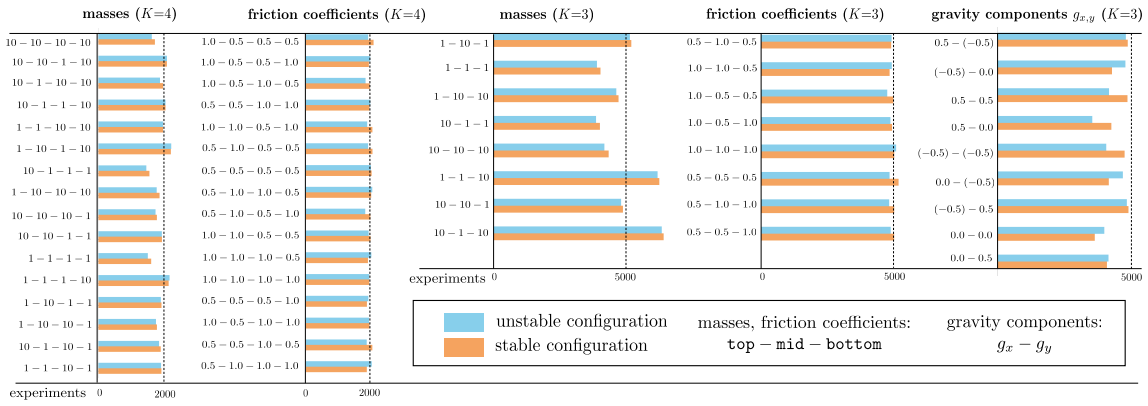 masses (K=4)
10 − 10 − 10 − 10
10 − 10 − 1 − 10
10 − 1 − 10 − 10
10 − 1 − 1 − 10
1 − 1 − 10 − 10
1 − 10 − 1 − 10
10 − 1 − 1 − 1
1 − 10 − 10 − 10
10 − 10 − 10 − 1
10 − 10 − 1 − 1
1 − 1 − 1 − 1
1 − 1 − 1 − 10
1 − 10 − 1 − 1
1 − 10 − 10 − 1
10 − 1 − 10 − 1
1 − 1 − 10 − 1
experiments 0 2000
friction coefficients (K=4)
1.0 − 0.5 − 0.5 − 0.5
1.0 − 0.5 − 0.5 − 1.0
1.0 − 0.5 − 1.0 − 0.5
0.5 − 0.5 − 1.0 − 1.0
1.0 − 1.0 − 0.5 − 0.5
0.5 − 1.0 − 0.5 − 0.5
0.5 − 0.5 − 0.5 − 0.5
0.5 − 1.0 − 1.0 − 0.5
0.5 − 1.0 − 0.5 − 1.0
1.0 − 1.0 − 1.0 − 0.5
1.0 − 0.5 − 1.0 − 1.0
1.0 − 1.0 − 1.0 − 1.0
0.5 − 0.5 − 0.5 − 1.0
1.0 − 1.0 − 0.5 − 1.0
0.5 − 0.5 − 1.0 − 0.5
0.5 − 1.0 − 1.0 − 1.0
0 2000
masses (K=3)
1 − 10 − 1
1 − 1 − 1
1 − 10 − 10
10 − 1 − 1
10 − 10 − 10
1 − 1 − 10
10 − 10 − 1
10 − 1 − 10
experiments 0 5000
friction coefficients (K=3)
0.5 − 1.0 − 0.5
1.0 − 1.0 − 0.5
1.0 − 0.5 − 0.5
1.0 − 0.5 − 1.0
1.0 − 1.0 − 1.0
0.5 − 0.5 − 0.5
0.5 − 1.0 − 1.0
0.5 − 0.5 − 1.0
0 5000
gravity components gx,y (K=3)
0.5 − (−0.5)
(−0.5) − 0.0
0.5 − 0.5
0.5 − 0.0
(−0.5) − (−0.5)
0.0 − (−0.5)
(−0.5) − 0.5
0.0 − 0.0
0.0 − 0.5
0 5000
unstable configuration
stable configuration
masses, friction coefficients:
top − mid − bottom
gravity components:
gx − gy